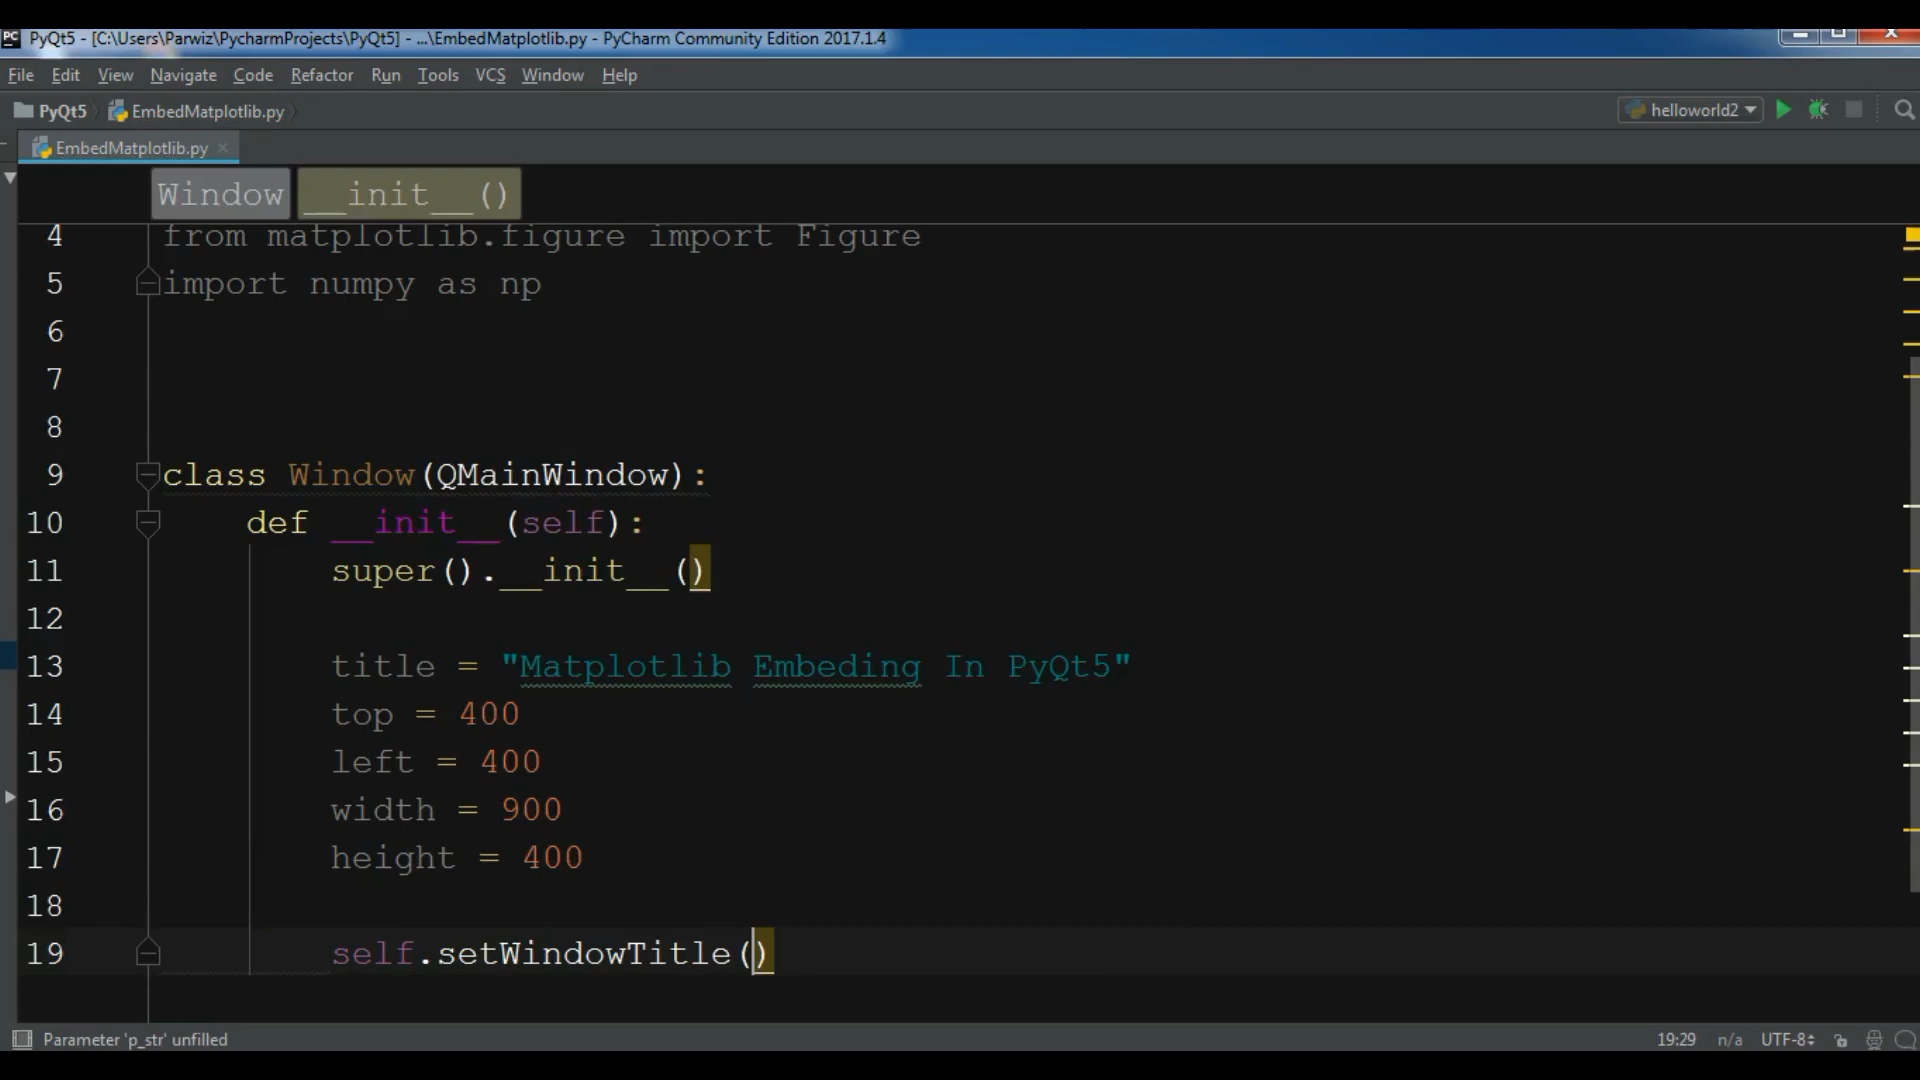 PC PyQt5 - [C:\Users\Parwiz\PycharmProjects\PyQt5] - ...\EmbedMatplotlib.py - PyCharm Community Edition 2017.1.4
File Edit View Navigate Code Refactor Run Tools VCS Window Help
PyQt5 EmbedMatplotlib.py helloworld2
EmbedMatplotlib.py
Window __init__()
4 from matplotlib.figure import Figure
5 import numpy as np
6
7
8
9 class Window(QMainWindow):
10 def __init__(self):
11 super().__init__()
12
13 title = "Matplotlib Embeding In PyQt5"
14 top = 400
15 left = 400
16 width = 900
17 height = 400
18
19 self.setWindowTitle()
Parameter 'p_str' unfilled 19:29 n/a UTF-8